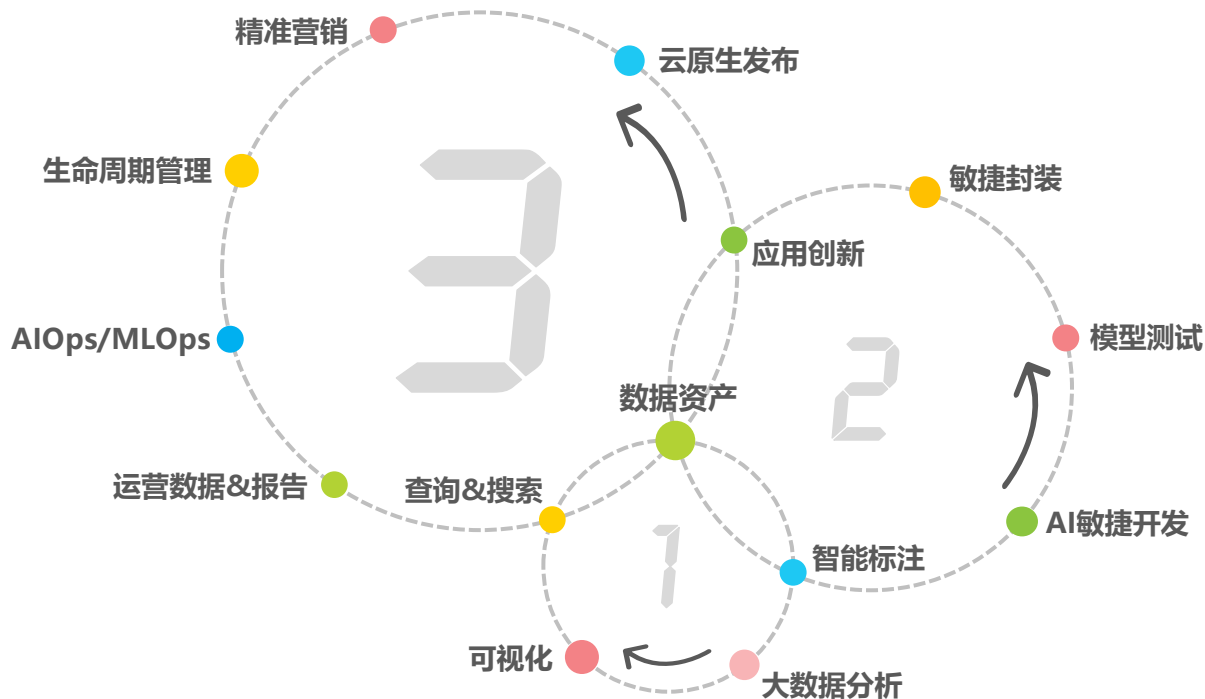 精准营销
云原生发布
生命周期管理
敏捷封装
3
应用创新
AIOps/MLOps
模型测试
2
数据资产
运营数据&报告
查询&搜索
AI敏捷开发
1
智能标注
可视化
大数据分析